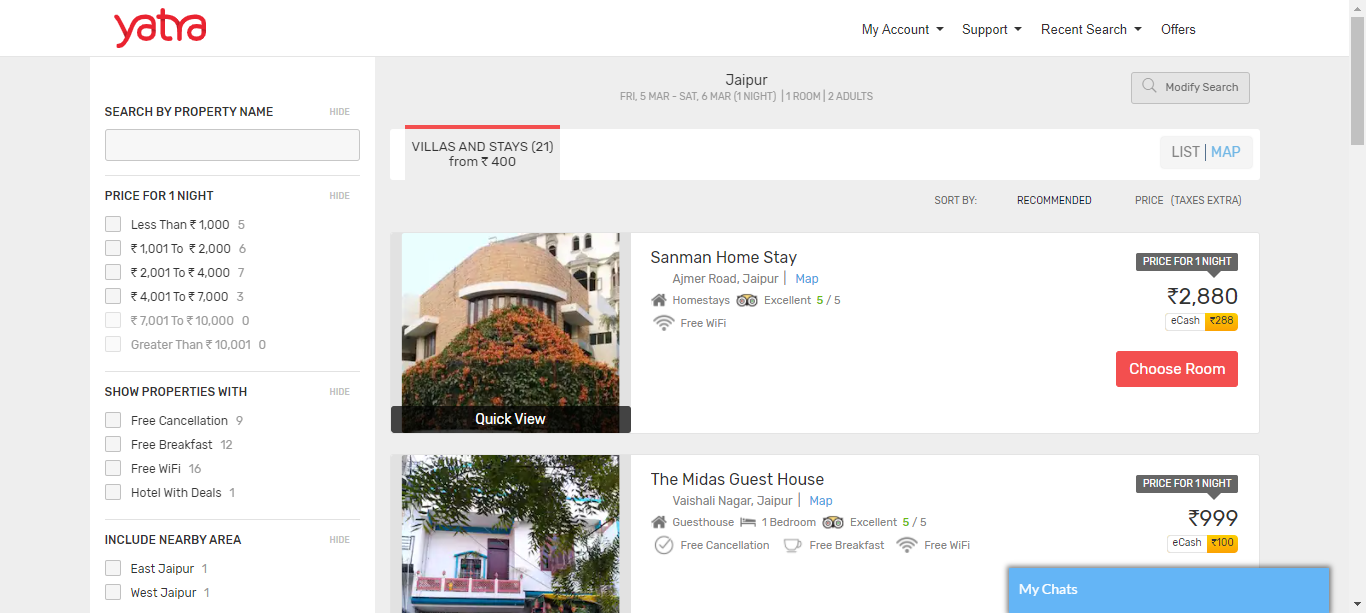 yatra
My Account
Support
Recent Search
Offers
Jaipur
FRI, 5 MAR - SAT, 6 MAR (1 NIGHT) | 1 ROOM | 2 ADULTS
Modify Search
SEARCH BY PROPERTY NAME
HIDE
PRICE FOR 1 NIGHT
HIDE
Less Than ₹ 1,000 5
₹ 1,001 To ₹ 2,000 6
₹ 2,001 To ₹ 4,000 7
₹ 4,001 To ₹ 7,000 3
₹ 7,001 To ₹ 10,000 0
Greater Than ₹ 10,001 0
SHOW PROPERTIES WITH
HIDE
Free Cancellation 9
Free Breakfast 12
Free WiFi 16
Hotel With Deals 1
INCLUDE NEARBY AREA
HIDE
East Jaipur 1
West Jaipur 1
VILLAS AND STAYS (21)
from ₹ 400
LIST | MAP
SORT BY:
RECOMMENDED
PRICE (TAXES EXTRA)
Quick View
Sanman Home Stay
Ajmer Road, Jaipur | Map
Homestays Excellent 5 / 5
Free WiFi
PRICE FOR 1 NIGHT
₹2,880
eCash ₹288
Choose Room
The Midas Guest House
Vaishali Nagar, Jaipur | Map
Guesthouse 1 Bedroom Excellent 5 / 5
Free Cancellation Free Breakfast Free WiFi
PRICE FOR 1 NIGHT
₹999
eCash ₹100
My Chats